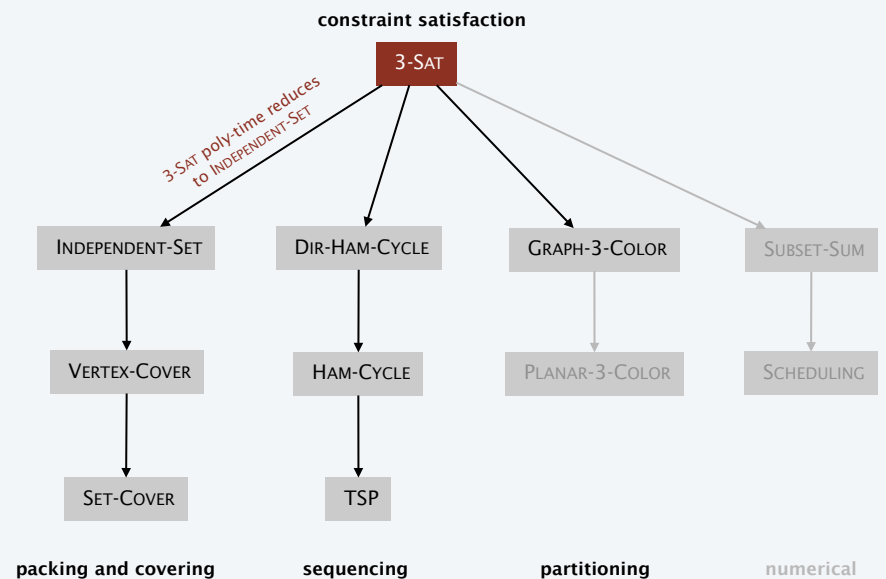 constraint satisfaction
3-SAT
3-SAT poly-time reduces
to INDEPENDENT-SET
INDEPENDENT-SET
DIR-HAM-CYCLE
GRAPH-3-COLOR
SUBSET-SUM
VERTEX-COVER
HAM-CYCLE
PLANAR-3-COLOR
SCHEDULING
SET-COVER
TSP
packing and covering
sequencing
partitioning
numerical